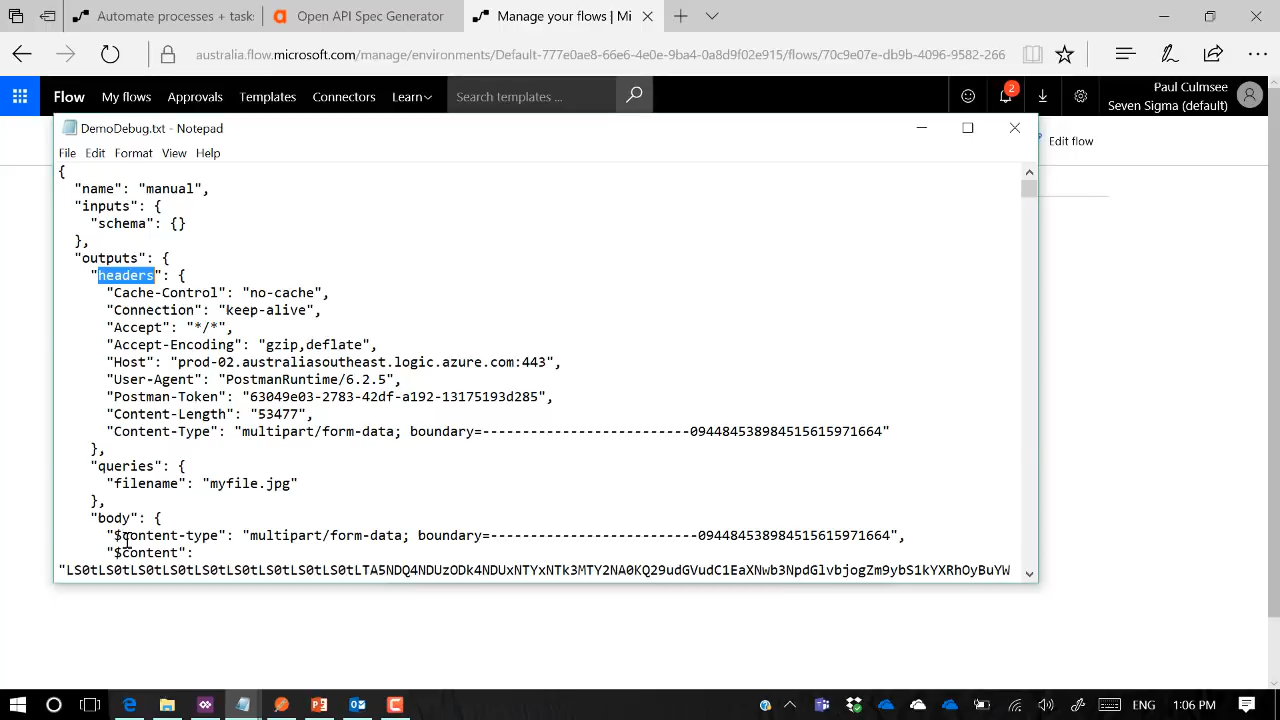 Automate processes + task
Open API Spec Generator
Manage your flows | Mi
australia.flow.microsoft.com/manage/environments/Default-777e0ae8-66e6-4e0e-9ba4-0a8d9f02e915/flows/70c9e07e-db9b-4096-9582-266
Flow My flows Approvals Templates Connectors Learn Search templates ... 2 Paul Culmsee
Seven Sigma (default)
DemoDebug.txt - Notepad
Edit flow
File Edit Format View Help
{
"name": "manual",
"inputs": {
"schema": {}
},
"outputs": {
"headers": {
"Cache-Control": "no-cache",
"Connection": "keep-alive",
"Accept": "*/*",
"Accept-Encoding": "gzip,deflate",
"Host": "prod-02.australiasoutheast.logic.azure.com:443",
"User-Agent": "PostmanRuntime/6.2.5",
"Postman-Token": "63049e03-2783-42df-a192-13175193d285",
"Content-Length": "53477",
"Content-Type": "multipart/form-data; boundary=--------------------------094484538984515615971664"
},
"queries": {
"filename": "myfile.jpg"
},
"body": {
"$content-type": "multipart/form-data; boundary=--------------------------094484538984515615971664",
"$content":
"LS0tLS0tLS0tLS0tLS0tLS0tLS0tLS0tLS0tLTA5NDQ4NDUzODk4NDUxNTYxNTk3MTY2NA0KQ29udGVudC1EaXNwb3NpdGlvbjogZm9ybS1kYXRhOyBuYW
ENG 1:06 PM